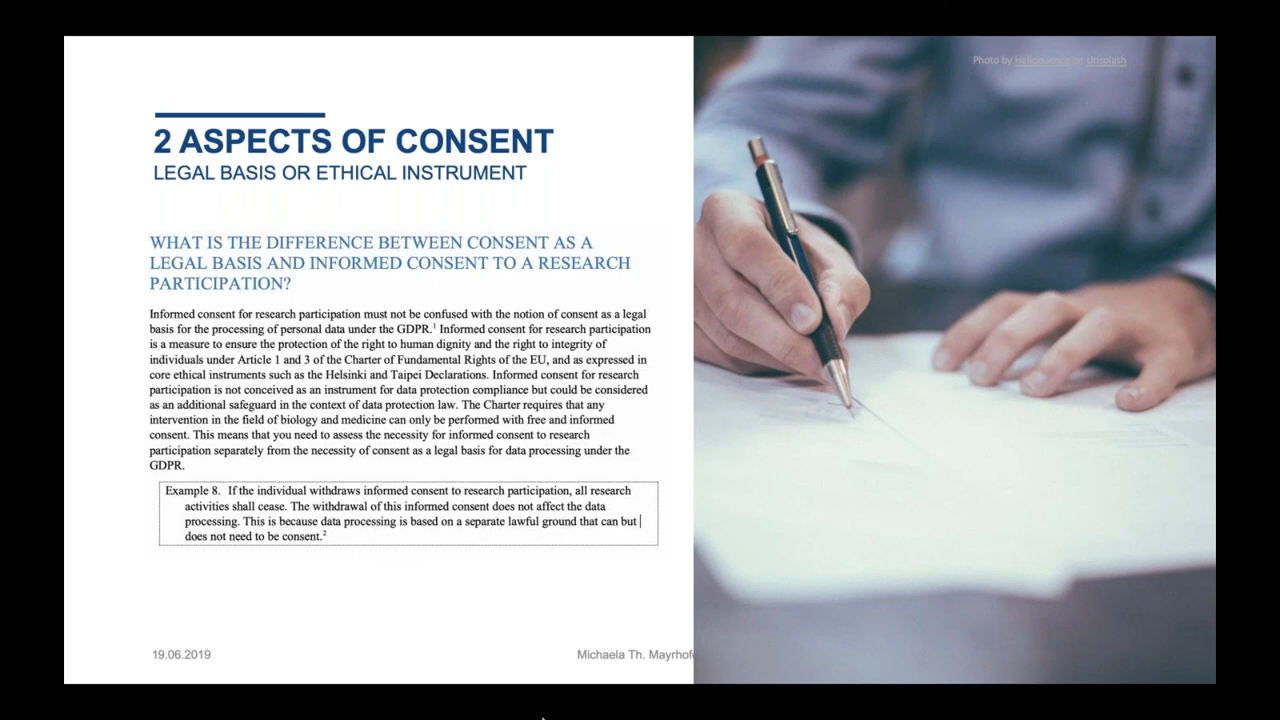 Photo by Helloquence on Unsplash
2 ASPECTS OF CONSENT
LEGAL BASIS OR ETHICAL INSTRUMENT
WHAT IS THE DIFFERENCE BETWEEN CONSENT AS A
LEGAL BASIS AND INFORMED CONSENT TO A RESEARCH
PARTICIPATION?
Informed consent for research participation must not be confused with the notion of consent as a legal
basis for the processing of personal data under the GDPR.¹ Informed consent for research participation
is a measure to ensure the protection of the right to human dignity and the right to integrity of
individuals under Article 1 and 3 of the Charter of Fundamental Rights of the EU, and as expressed in
core ethical instruments such as the Helsinki and Taipei Declarations. Informed consent for research
participation is not conceived as an instrument for data protection compliance but could be considered
as an additional safeguard in the context of data protection law. The Charter requires that any
intervention in the field of biology and medicine can only be performed with free and informed
consent. This means that you need to assess the necessity for informed consent to research
participation separately from the necessity of consent as a legal basis for data processing under the
GDPR.
Example 8. If the individual withdraws informed consent to research participation, all research
activities shall cease. The withdrawal of this informed consent does not affect the data
processing. This is because data processing is based on a separate lawful ground that can but
does not need to be consent.²
19.06.2019
Michaela Th. Mayrhofe